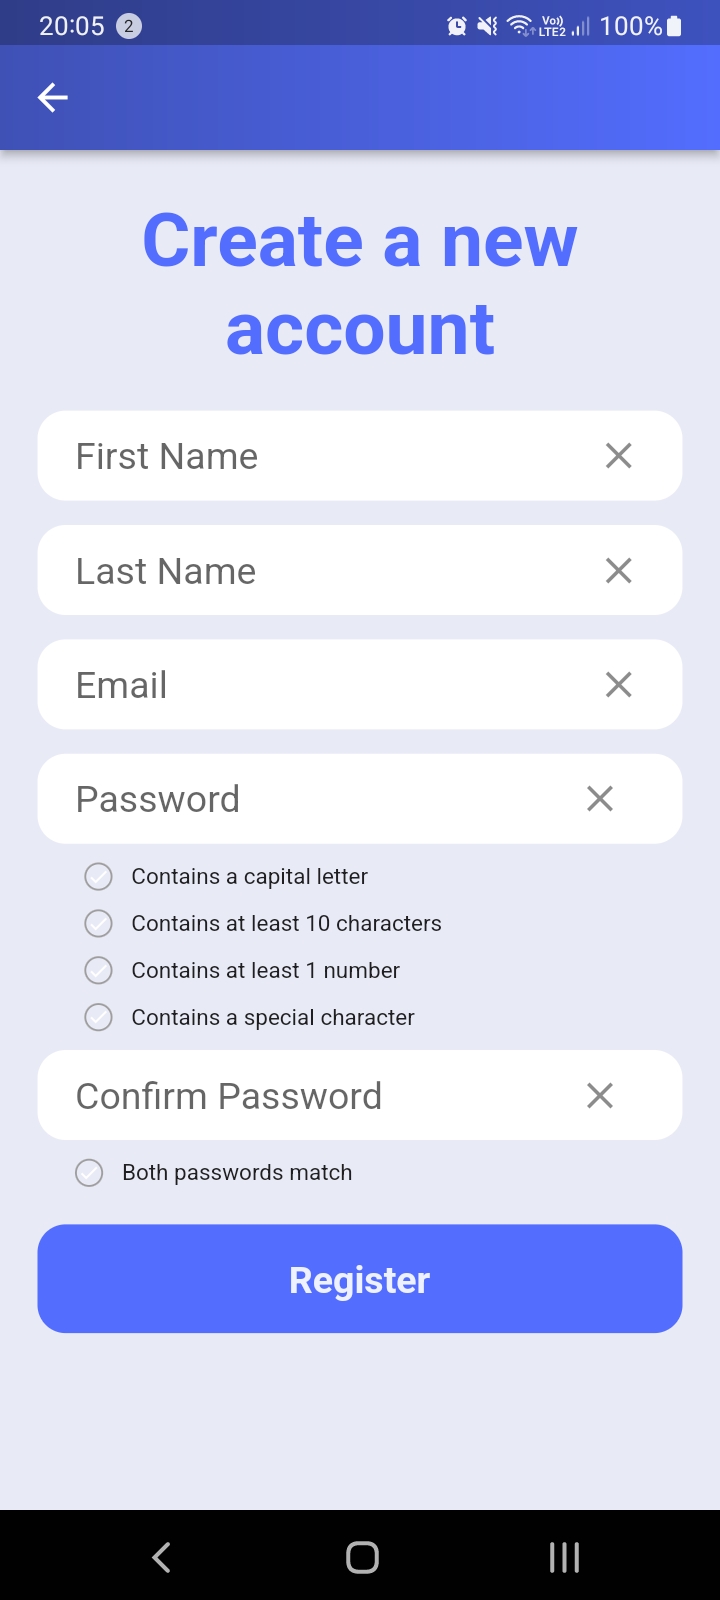 20:05 2 Vo)) LTE2 100%
Create a new
account
First Name
Last Name
Email
Password
Contains a capital letter
Contains at least 10 characters
Contains at least 1 number
Contains a special character
Confirm Password
Both passwords match
Register